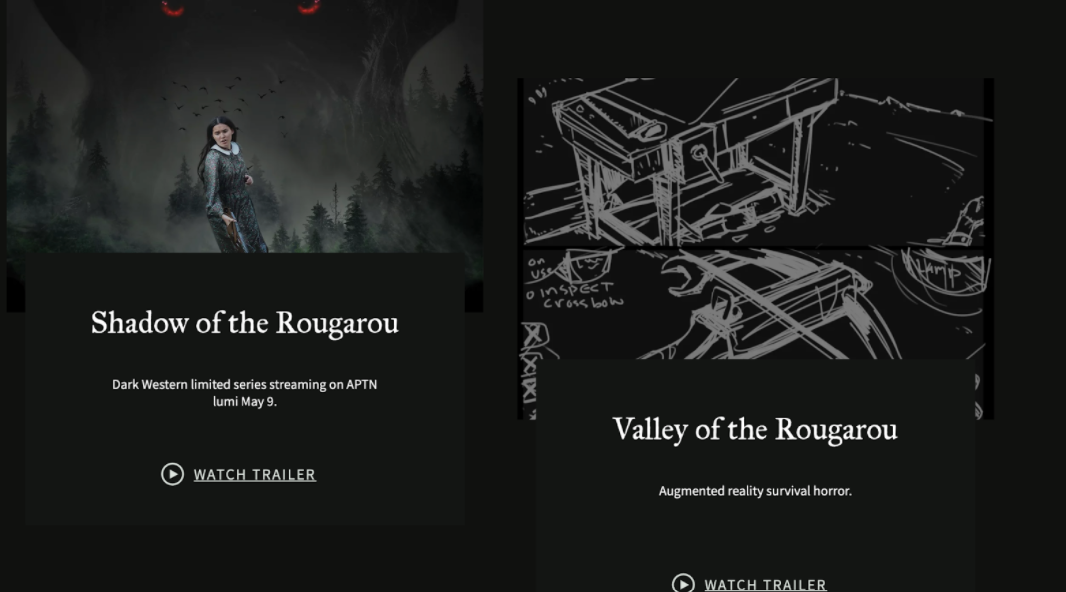 Shadow of the Rougarou
Dark Western limited series streaming on APTN
lumi May 9.
WATCH TRAILER
on
use
o INSPECT
crossbow
Lamp
Valley of the Rougarou
Augmented reality survival horror.
WATCH TRAILER